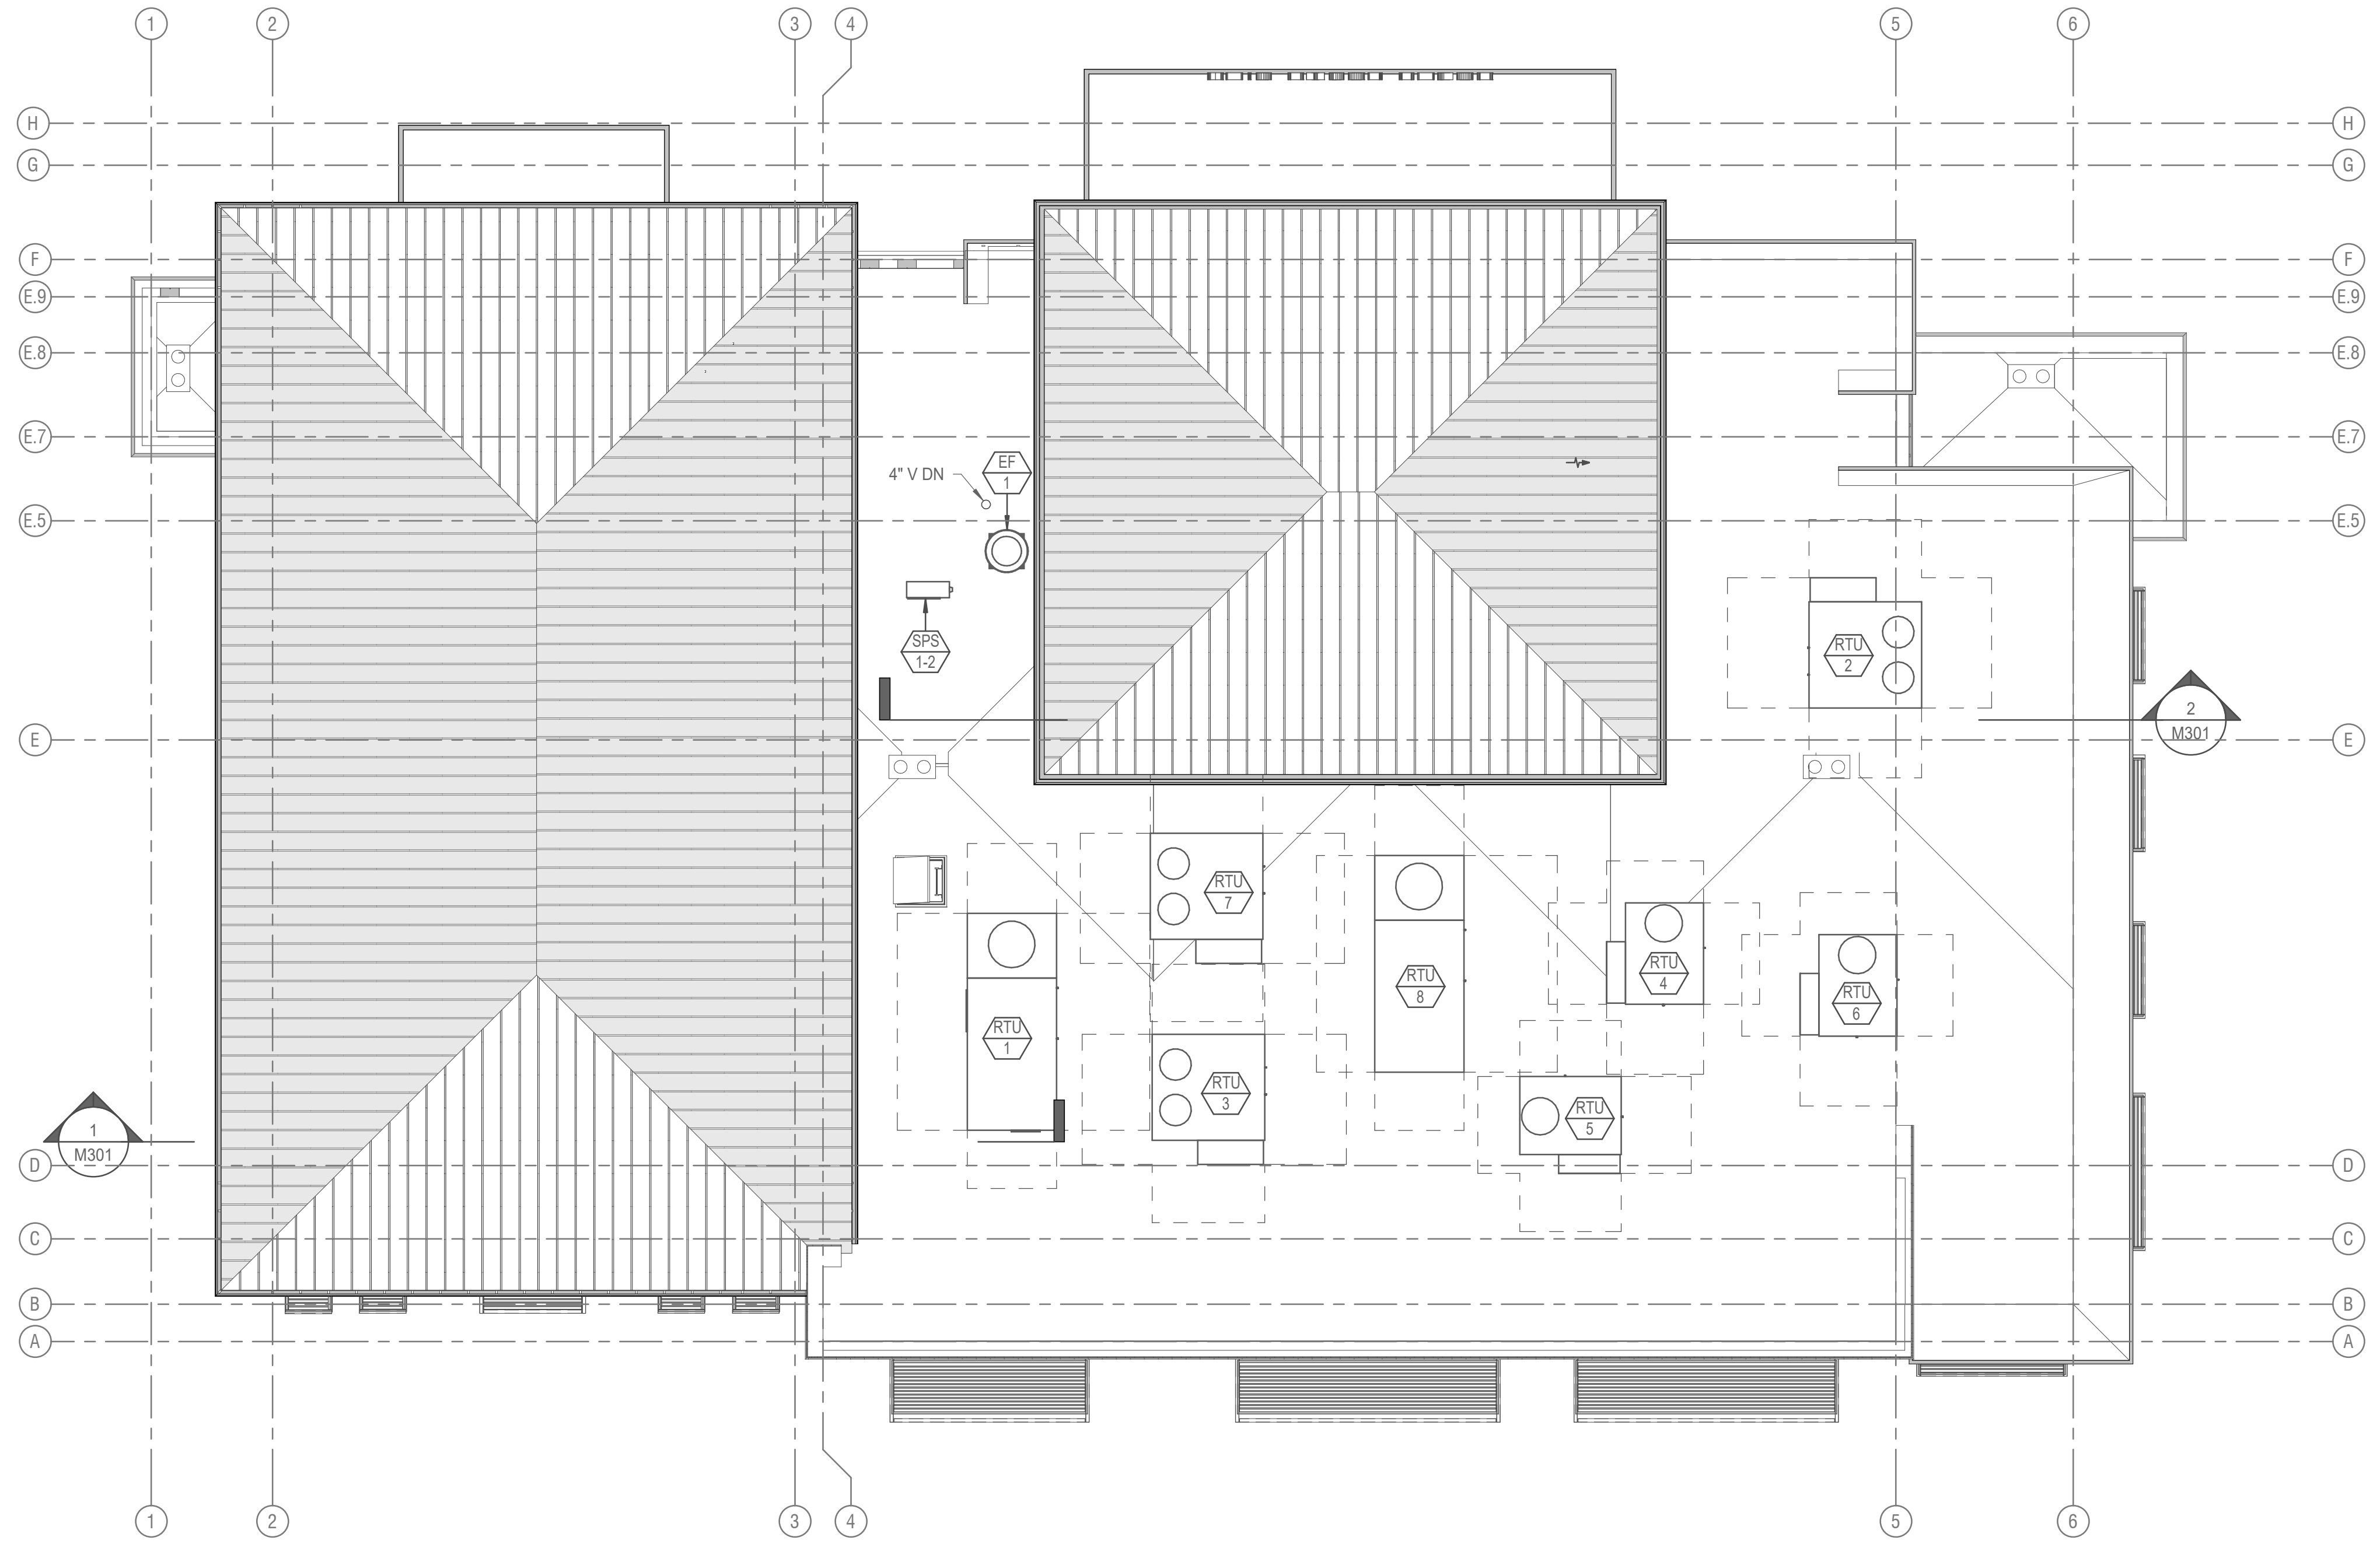 1 2 3 4 5 6
H H
G G
F F
E.9 E.9
E.8 E.8
E.7 E.7
4" V DN
EF
1
E.5 E.5
SPS
1-2
RTU
2
2
M301
E E
RTU
7
RTU
4
RTU
8
RTU
6
RTU
1
RTU
3
RTU
5
1
M301
D D
C C
B B
A A
1 2 3 4 5 6